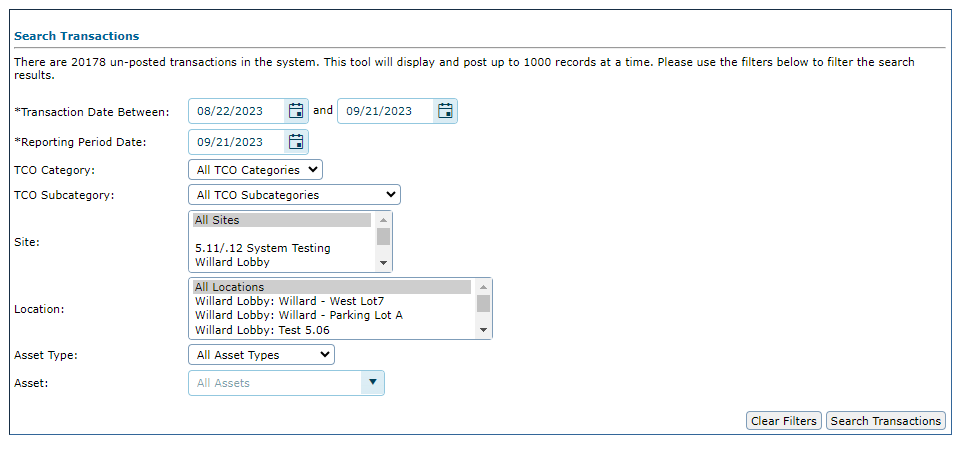 Search Transactions
There are 20178 un-posted transactions in the system. This tool will display and post up to 1000 records at a time. Please use the filters below to filter the search
results.
*Transaction Date Between: 08/22/2023 and 09/21/2023
*Reporting Period Date: 09/21/2023
TCO Category: All TCO Categories
TCO Subcategory: All TCO Subcategories
All Sites
Site:
5.11/.12 System Testing
Willard Lobby
All Locations
Willard Lobby: Willard - West Lot7
Location:
Willard Lobby: Willard - Parking Lot A
Willard Lobby: Test 5.06
Asset Type: All Asset Types
Asset: All Assets
Clear Filters Search Transactions